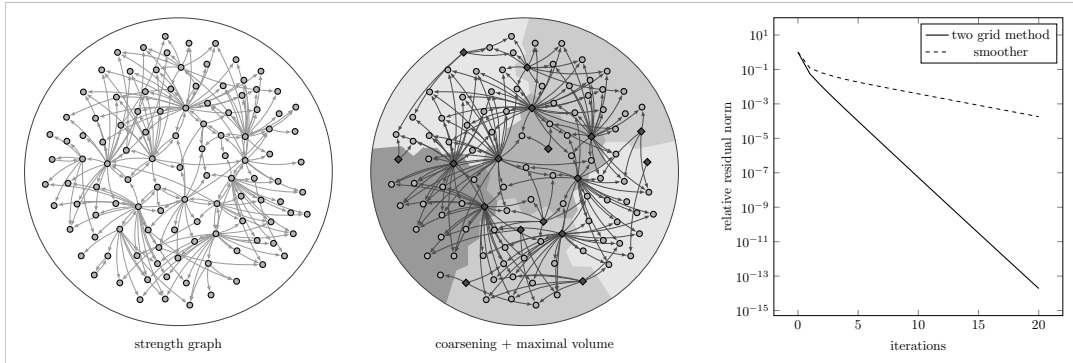 strength graph
coarsening + maximal volume
relative residual norm
10^1
10^-1
10^-3
10^-5
10^-7
10^-9
10^-11
10^-13
10^-15
two grid method
smoother
0
5
10
15
20
iterations